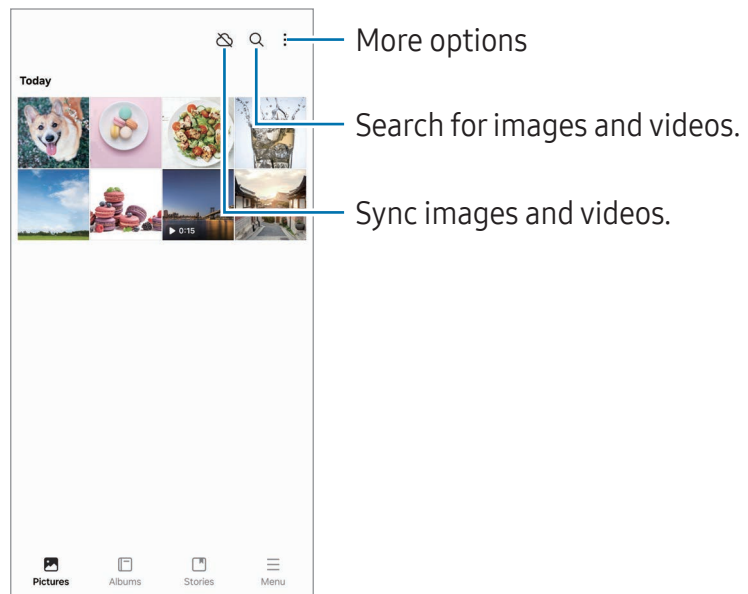 More options
Today
Search for images and videos.
Sync images and videos.
0:15
Pictures Albums Stories Menu